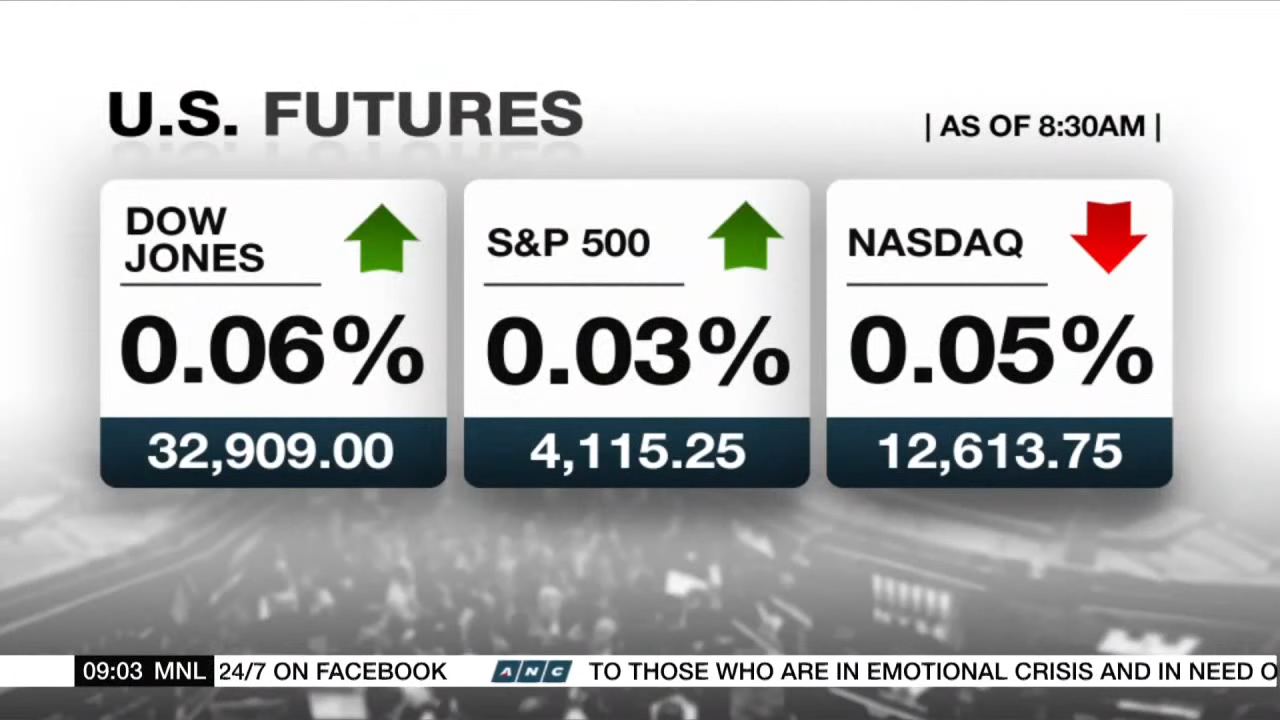 U.S. FUTURES
| AS OF 8:30AM |
DOW
JONES
0.06%
32,909.00
S&P 500
0.03%
4,115.25
NASDAQ
0.05%
12,613.75
09:03 MNL 24/7 ON FACEBOOK ANC TO THOSE WHO ARE IN EMOTIONAL CRISIS AND IN NEED O